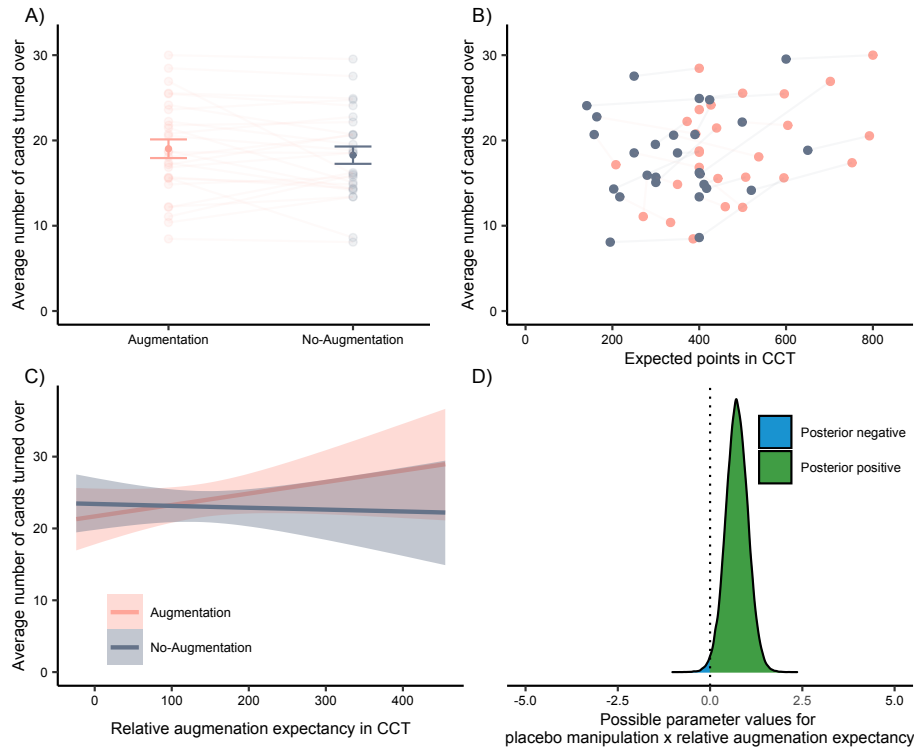 A)
Average number of cards turned over
30
20
10
0
Augmentation
No-Augmentation
B)
Average number of cards turned over
30
20
10
0
0
200
400
600
800
Expected points in CCT
C)
Average number of cards turned over
30
20
10
0
Augmentation
No-Augmentation
0
100
200
300
400
Relative augmenation expectancy in CCT
D)
Posterior negative
Posterior positive
-5.0
-2.5
0.0
2.5
5.0
Possible parameter values for
placebo manipulation x relative augmenation expectancy